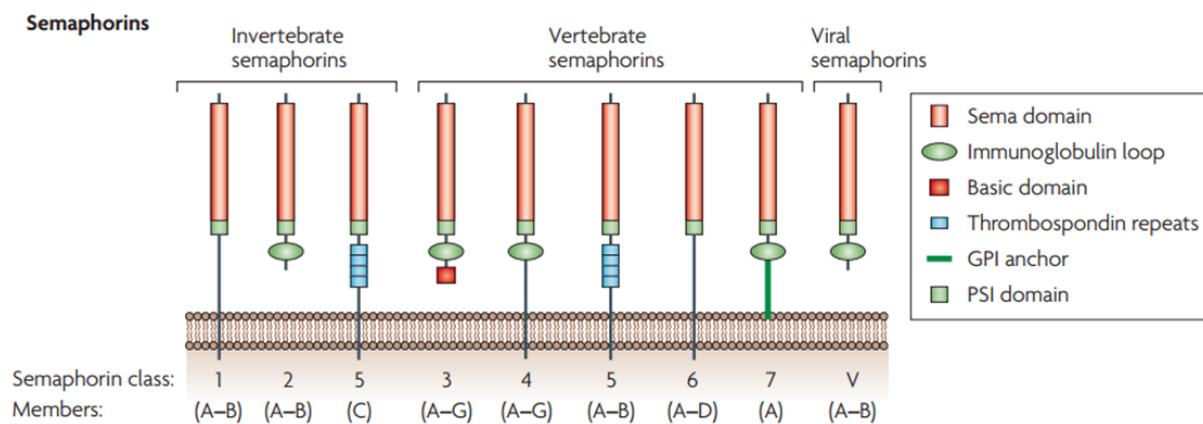 Semaphorins
Invertebrate
semaphorins
Vertebrate
semaphorins
Viral
semaphorins
Sema domain
Immunoglobulin loop
Basic domain
Thrombospondin repeats
GPI anchor
PSI domain
Semaphorin class: 1 2 5 3 4 5 6 7 V
Members: (A–B) (A–B) (C) (A–G) (A–G) (A–B) (A–D) (A) (A–B)